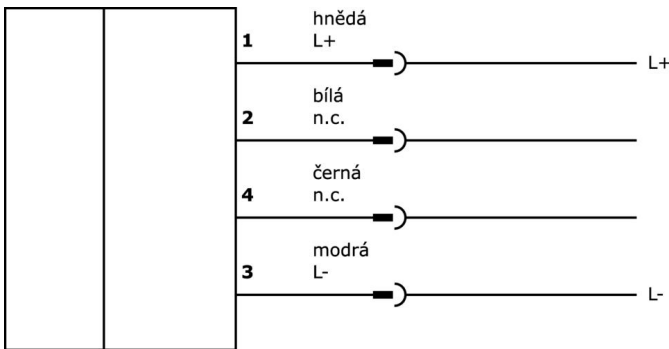 hnědá
1 L+
L+
bílá
2 n.c.
černá
4 n.c.
modrá
3 L-
L-